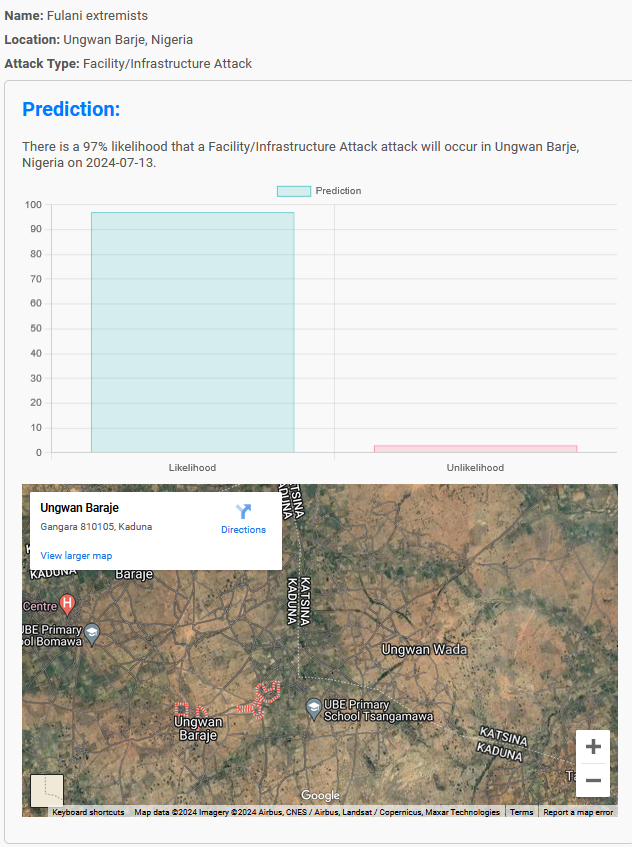 Name: Fulani extremists
Location: Ungwan Barje, Nigeria
Attack Type: Facility/Infrastructure Attack
Prediction:
There is a 97% likelihood that a Facility/Infrastructure Attack attack will occur in Ungwan Barje,
Nigeria on 2024-07-13.
Prediction
100
90
80
70
60
50
40
30
20
10
0
Likelihood
Unlikelihood
Ungwan Baraje
Gangara 810105, Kaduna
Directions
View larger map
KATSINA
KADUNA
KADUNA
Baraje
KATSINA
KADUNA
Centre
UBE Primary
ool Bomawa
Ungwan Wada
UBE Primary
School Tsangamawa
Ungwan
Baraje
KATSINA
KADUNA
Ta
Google
Keyboard shortcuts
Map data ©2024 Imagery ©2024 Airbus, CNES / Airbus, Landsat / Copernicus, Maxar Technologies
Terms
Report a map error